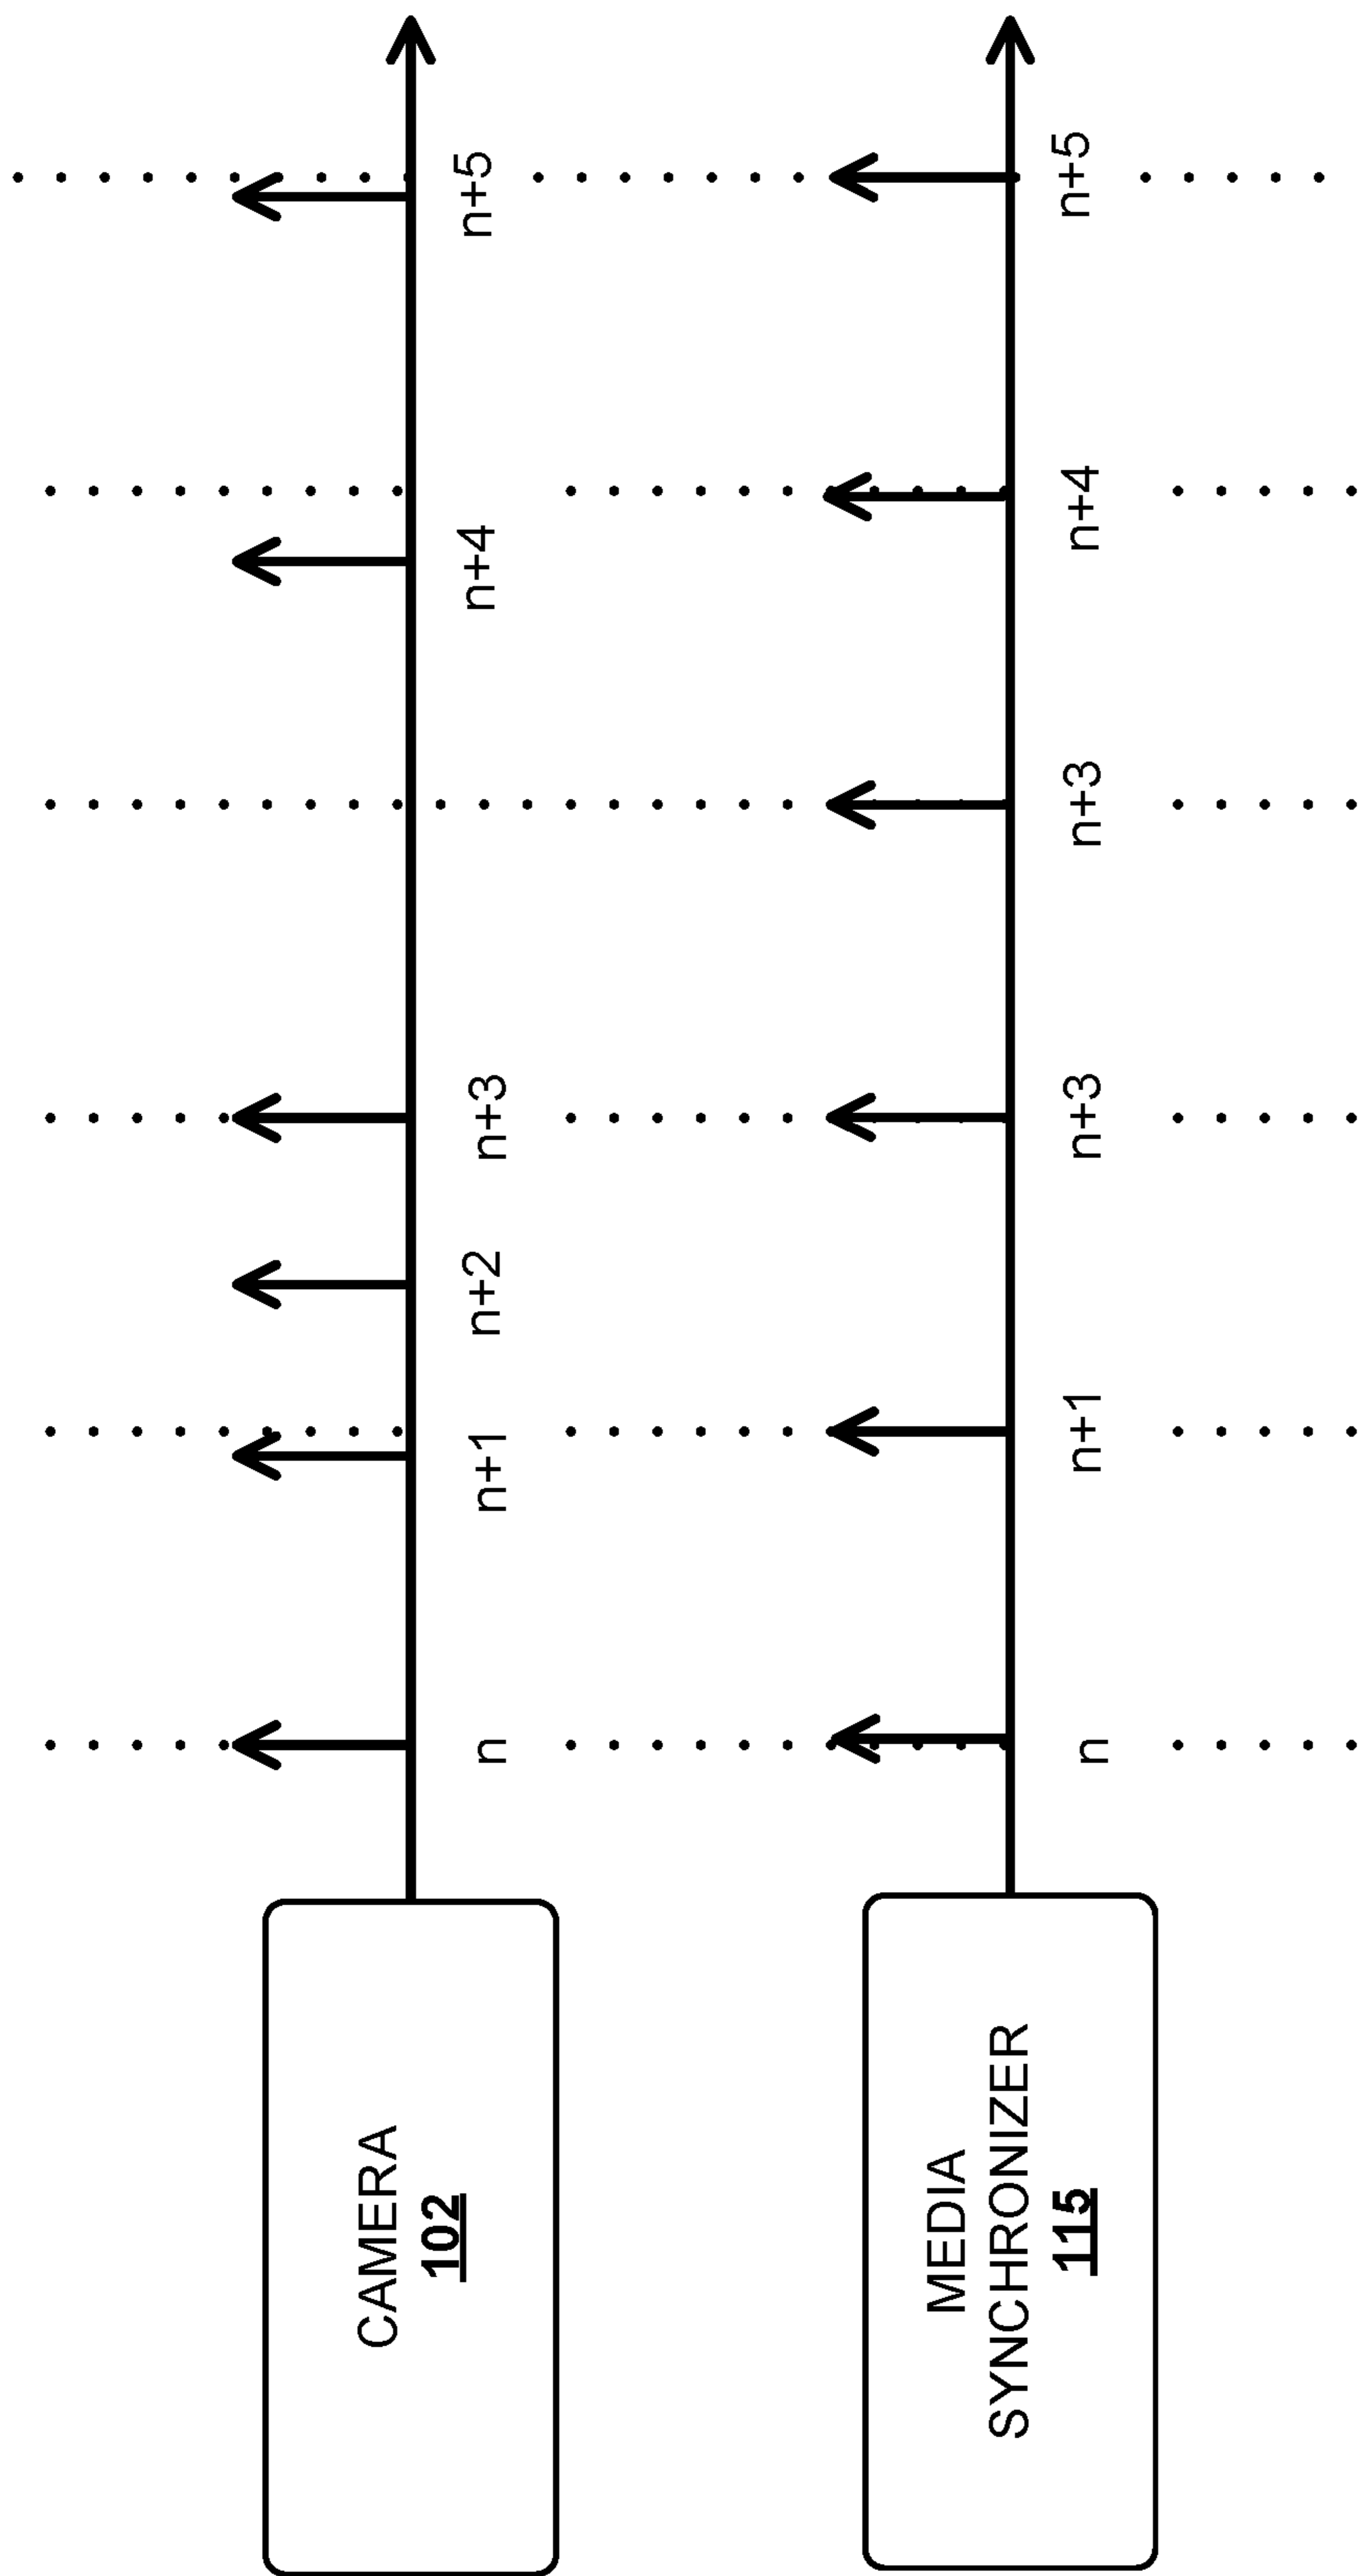 CAMERA
102
n
n+1
n+2
n+3
n+4
n+5
MEDIA
SYNCHRONIZER
115
n
n+1
n+3
n+3
n+4
n+5